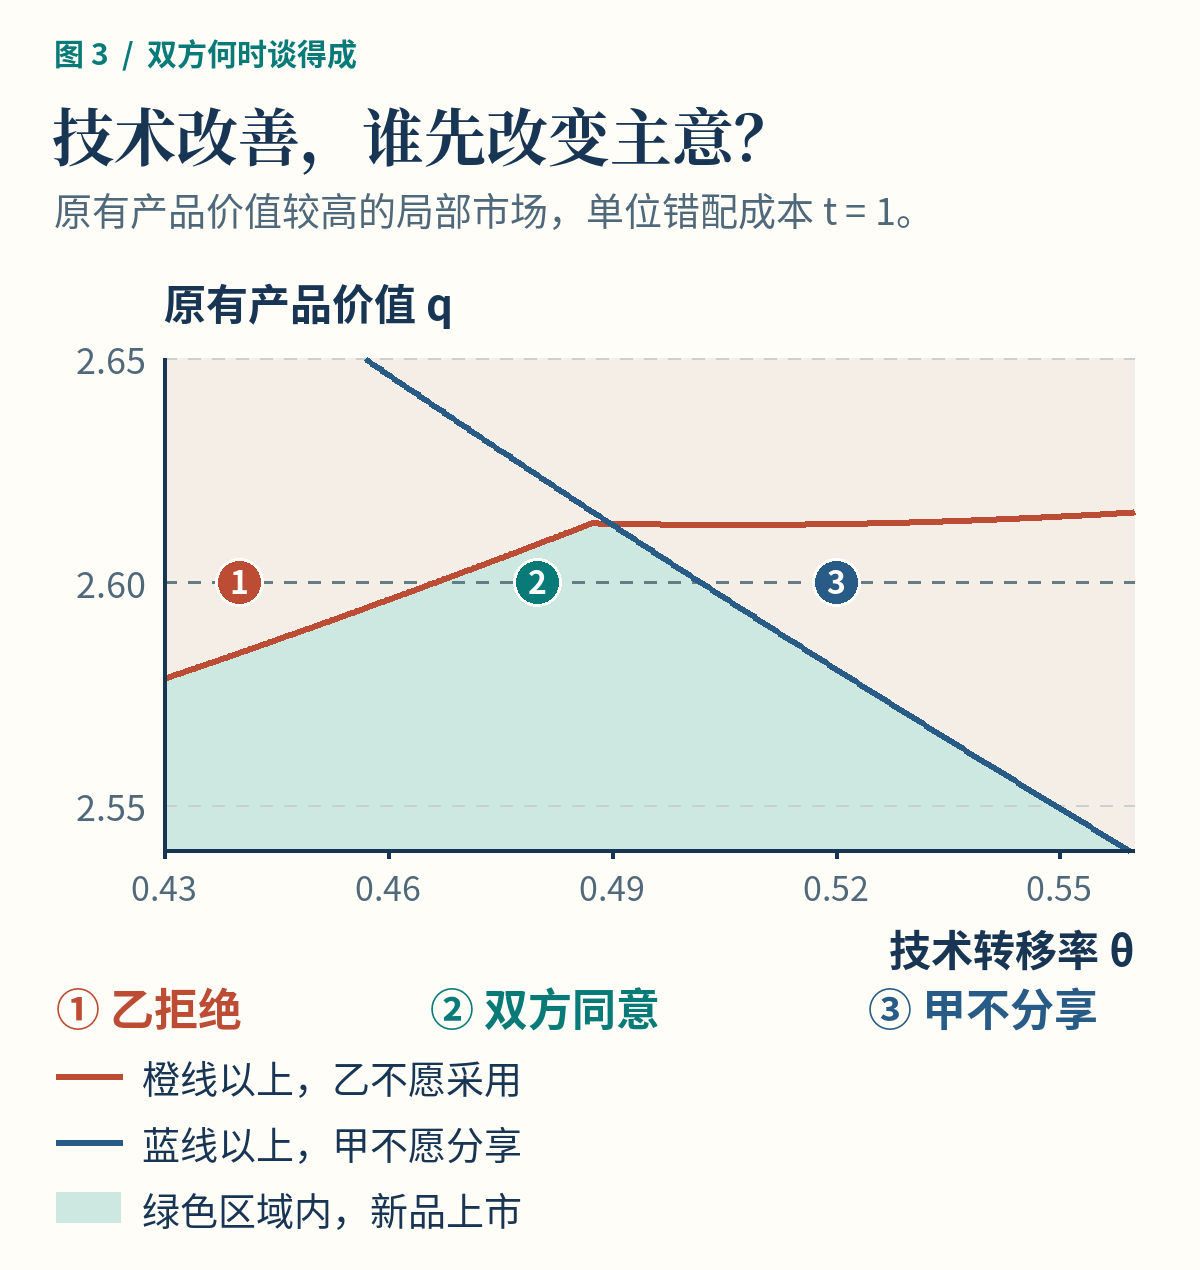 图 3 / 双方何时谈得成
技术改善，谁先改变主意？
原有产品价值较高的局部市场，单位错配成本 t = 1。
原有产品价值 q
2.65
2.60
2.55
1
2
3
0.43
0.46
0.49
0.52
0.55
技术转移率 θ
① 乙拒绝
② 双方同意
③ 甲不分享
橙线以上，乙不愿采用
蓝线以上，甲不愿分享
绿色区域内，新品上市